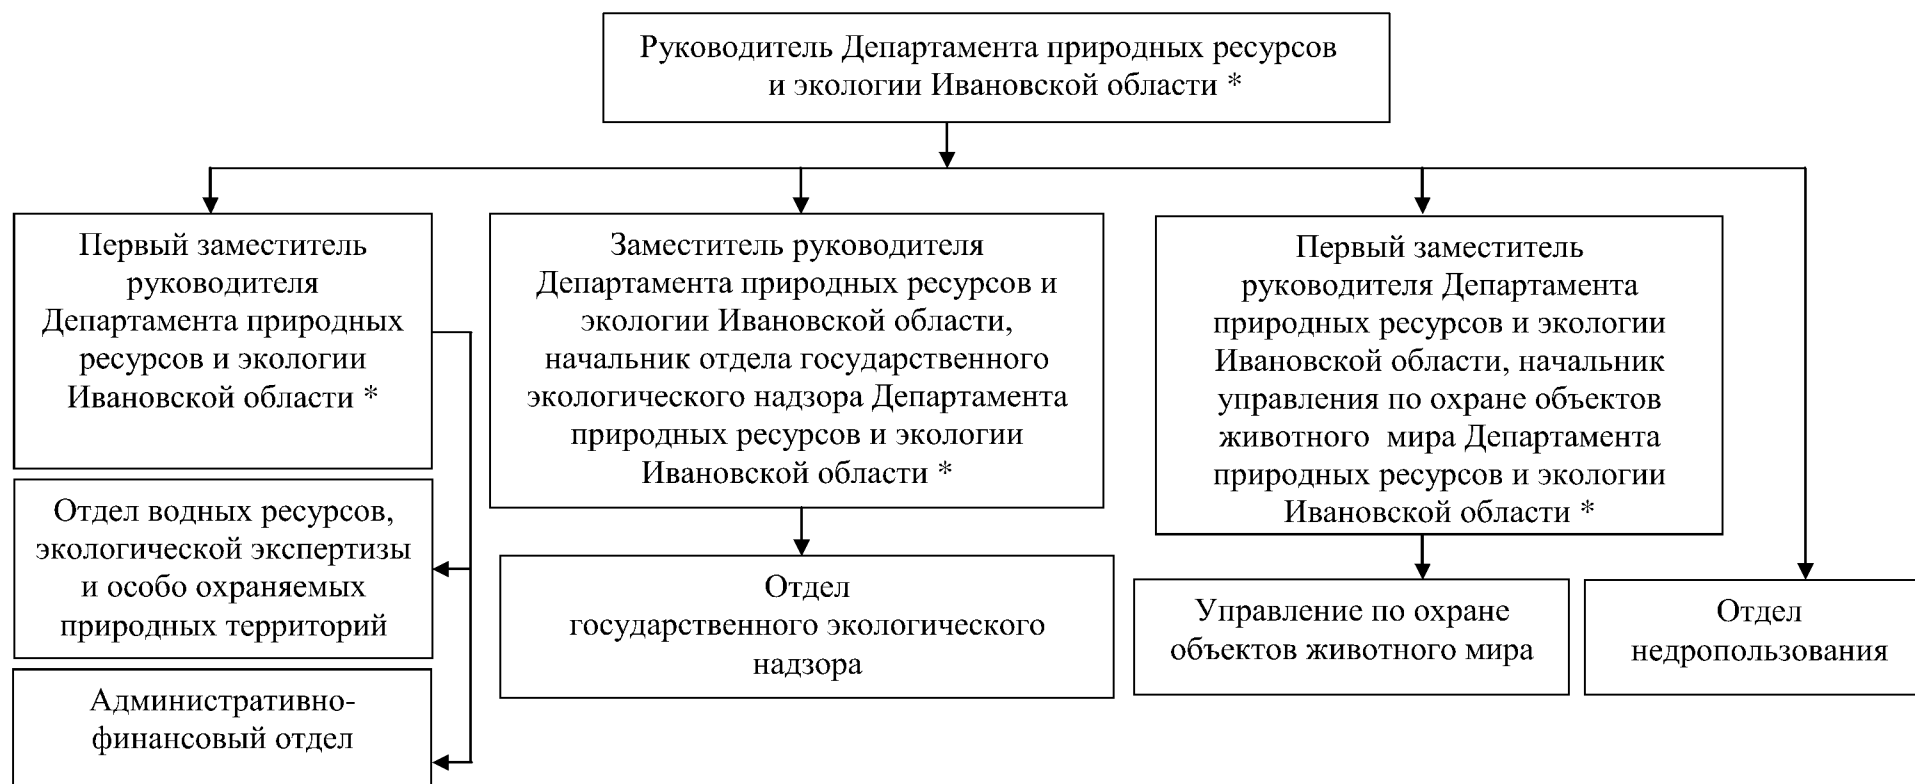 Руководитель Департамента природных ресурсов
и экологии Ивановской области *
Первый заместитель
руководителя
Департамента природных
ресурсов и экологии
Ивановской области *
Заместитель руководителя
Департамента природных ресурсов и
экологии Ивановской области,
начальник отдела государственного
экологического надзора Департамента
природных ресурсов и экологии
Ивановской области *
Первый заместитель
руководителя Департамента
природных ресурсов и экологии
Ивановской области, начальник
управления по охране объектов
животного мира Департамента
природных ресурсов и экологии
Ивановской области *
Отдел водных ресурсов,
экологической экспертизы
и особо охраняемых
природных территорий
Отдел
государственного экологического
надзора
Управление по охране
объектов животного мира
Отдел
недропользования
Административно-
финансовый отдел